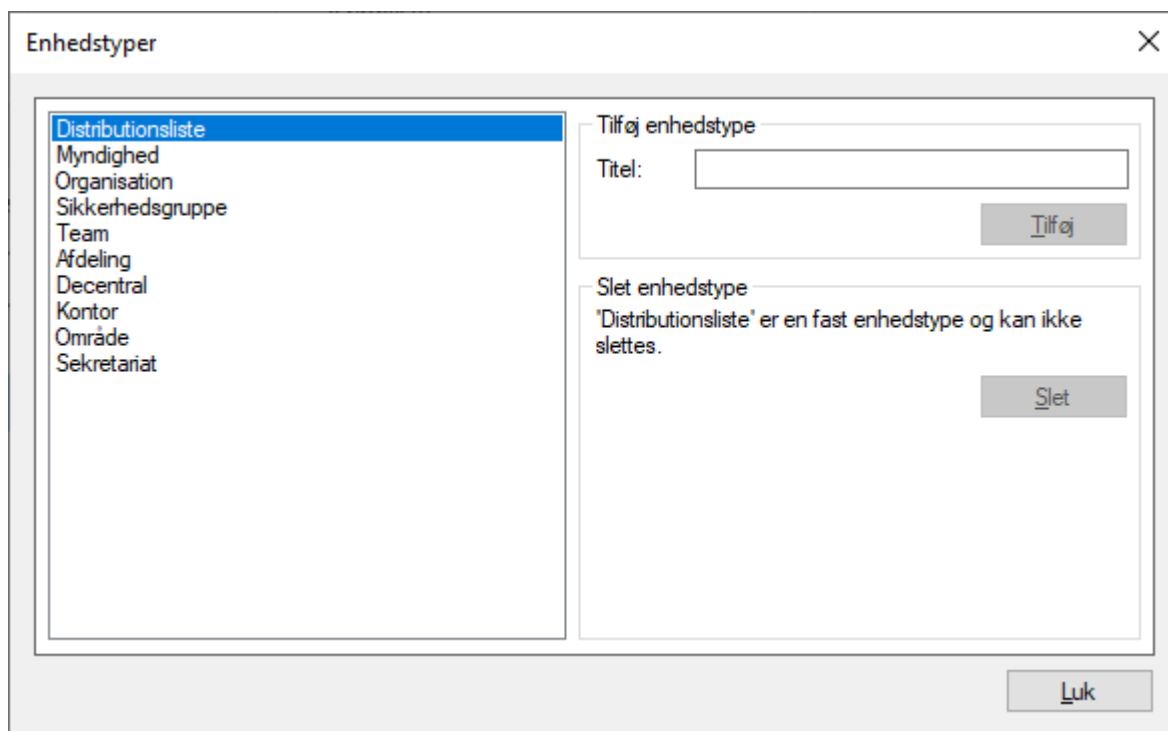 Enhedstyper
Distributionsliste
Myndighed
Organisation
Sikkerhedsgruppe
Team
Afdeling
Decentral
Kontor
Område
Sekretariat
Tilføj enhedstype
Titel:
Tilføj
Slet enhedstype
'Distributionsliste' er en fast enhedstype og kan ikke
slettes.
Slet
Luk